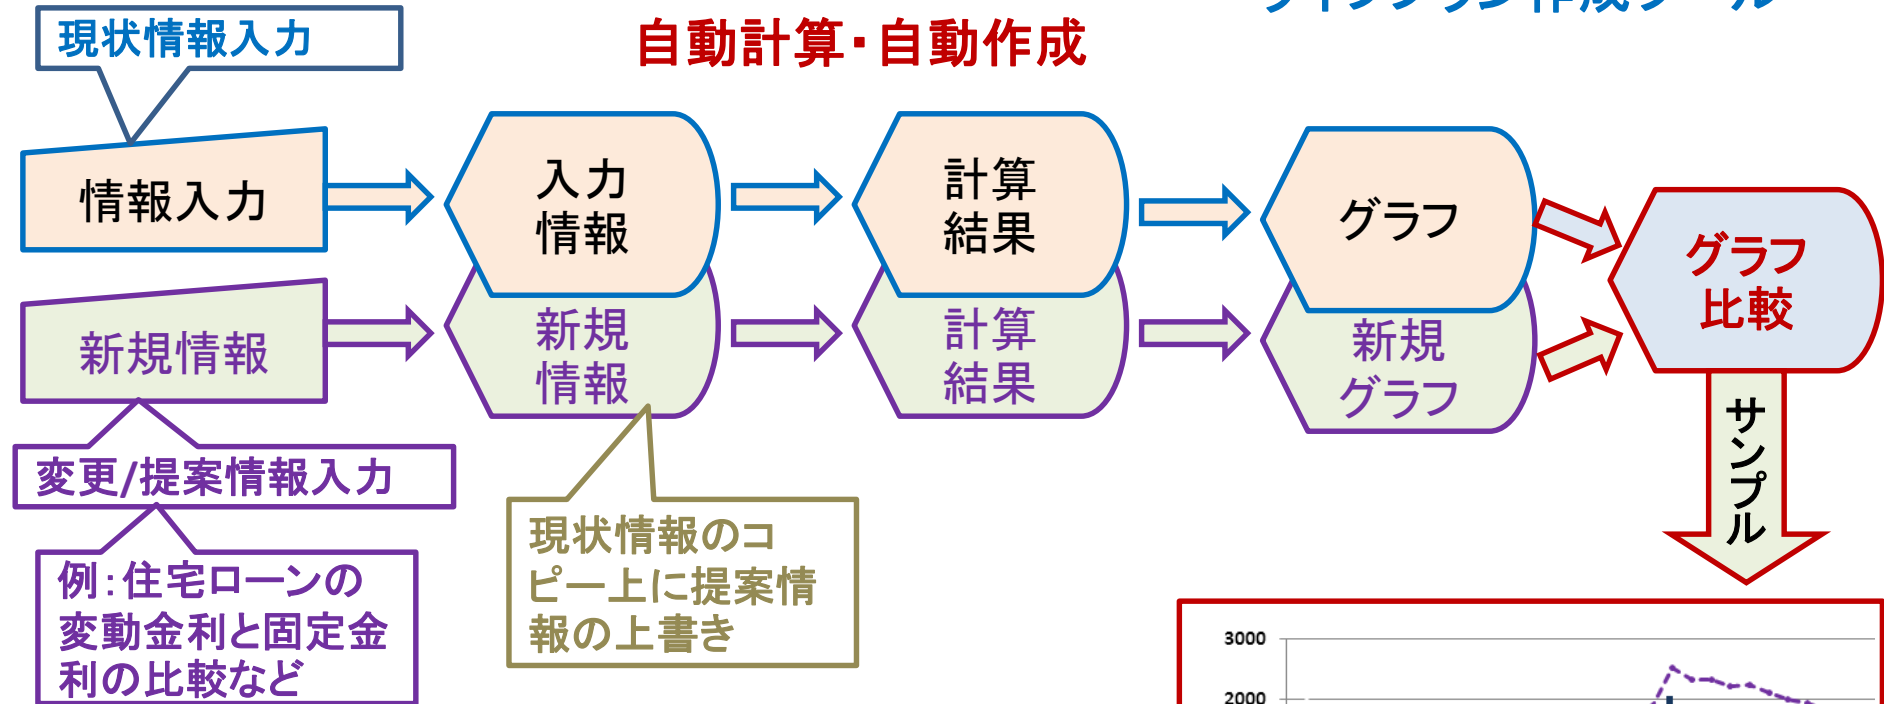 現状情報入力
自動計算・自動作成
情報入力
入力
情報
計算
結果
グラフ
グラフ
比較
新規情報
新規
情報
計算
結果
新規
グラフ
サンプル
変更/提案情報入力
現状情報のコ
ピー上に提案情
報の上書き
例：住宅ローンの
変動金利と固定金
利の比較など
3000
2000